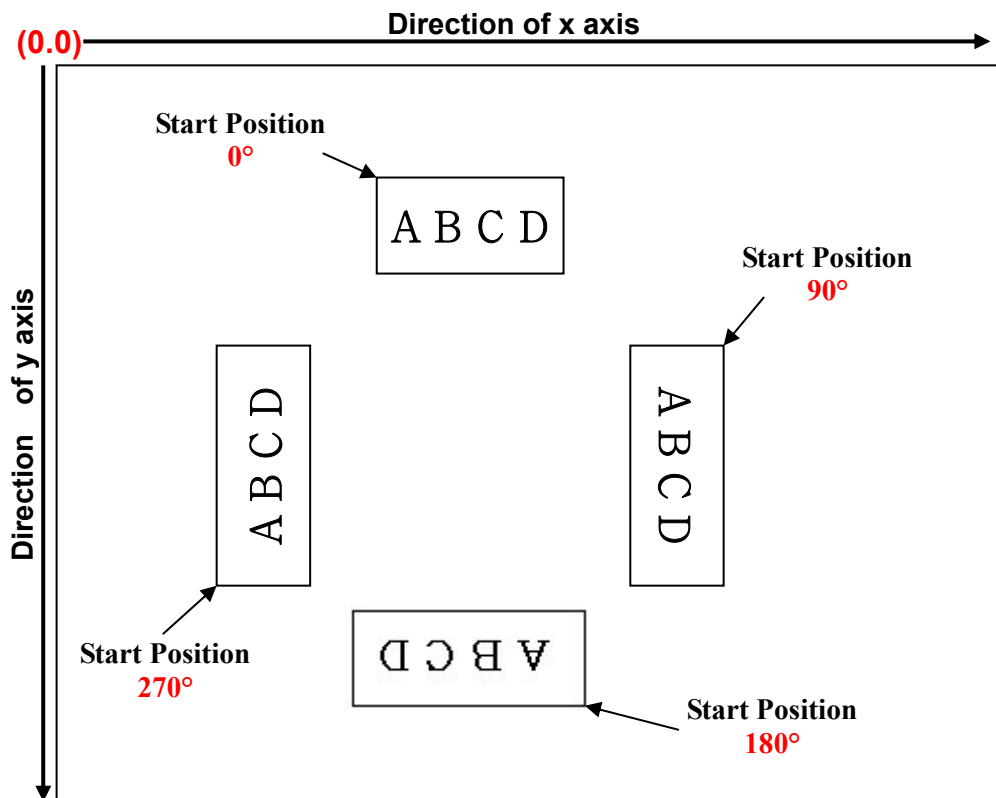 Direction of x axis
(0.0)
Start Position
0°
A B C D
Start Position
90°
Direction of y axis
A B C D
A B C D
Start Position
270°
A B C D
Start Position
180°